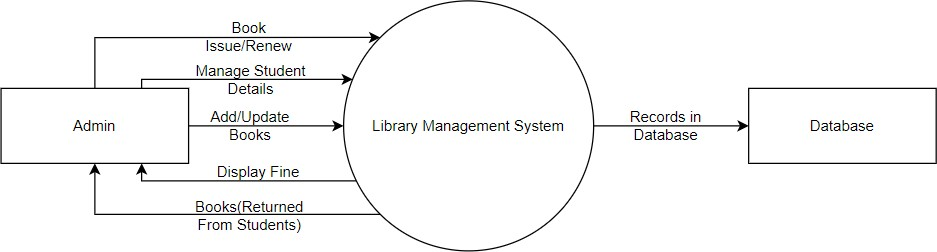 Book
Issue/Renew
Manage Student
Details
Admin
Add/Update
Books
Library Management System
Records in
Database
Database
Display Fine
Books(Returned
From Students)